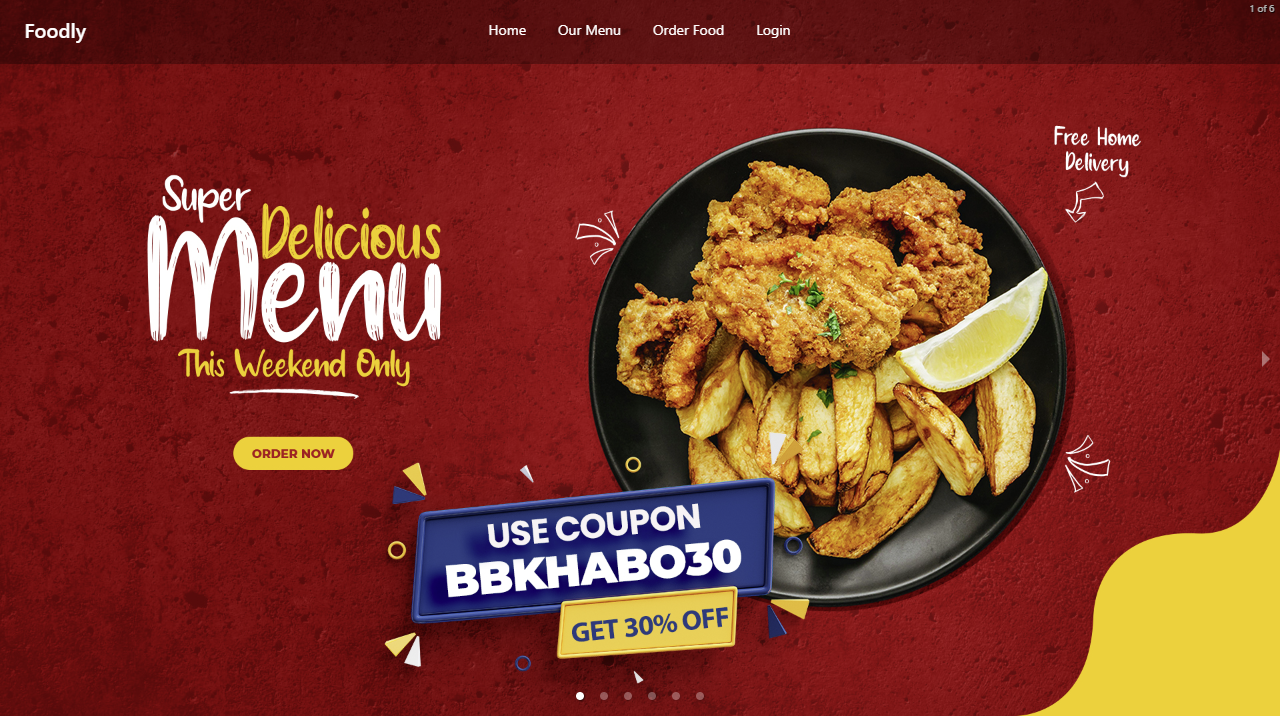 Foodly
Home
Our Menu
Order Food
Login
1 of 6
Free Home
Delivery
Super
Delicious
Menu
This Weekend Only
ORDER NOW
USE COUPON
BBKHABO30
GET 30% OFF